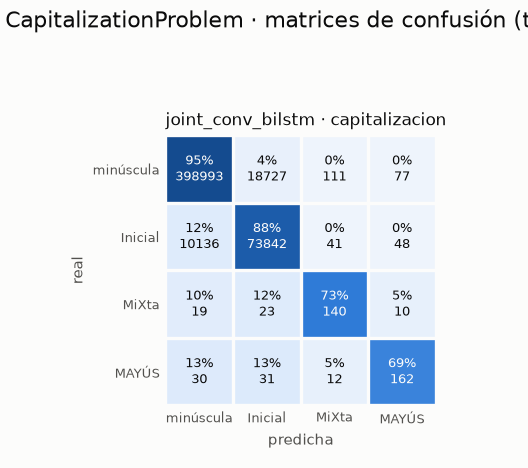 CapitalizationProblem · matrices de confusión (t
joint_conv_bilstm · capitalizacion
minúscula 95% 4% 0% 0%
398993 18727 111 77
Inicial 12% 88% 0% 0%
10136 73842 41 48
MiXta 10% 12% 73% 5%
19 23 140 10
MAYÚS 13% 13% 5% 69%
30 31 12 162
real
minúscula Inicial MiXta MAYÚS
predicha